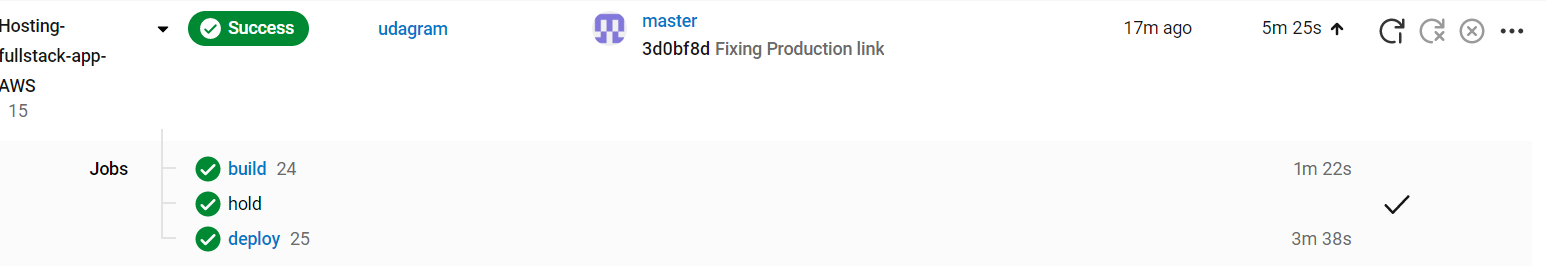 Hosting-
fullstack-app-
AWS
15
Success
udagram
master
3d0bf8d Fixing Production link
17m ago
5m 25s
Jobs
build 24
1m 22s
hold
deploy 25
3m 38s